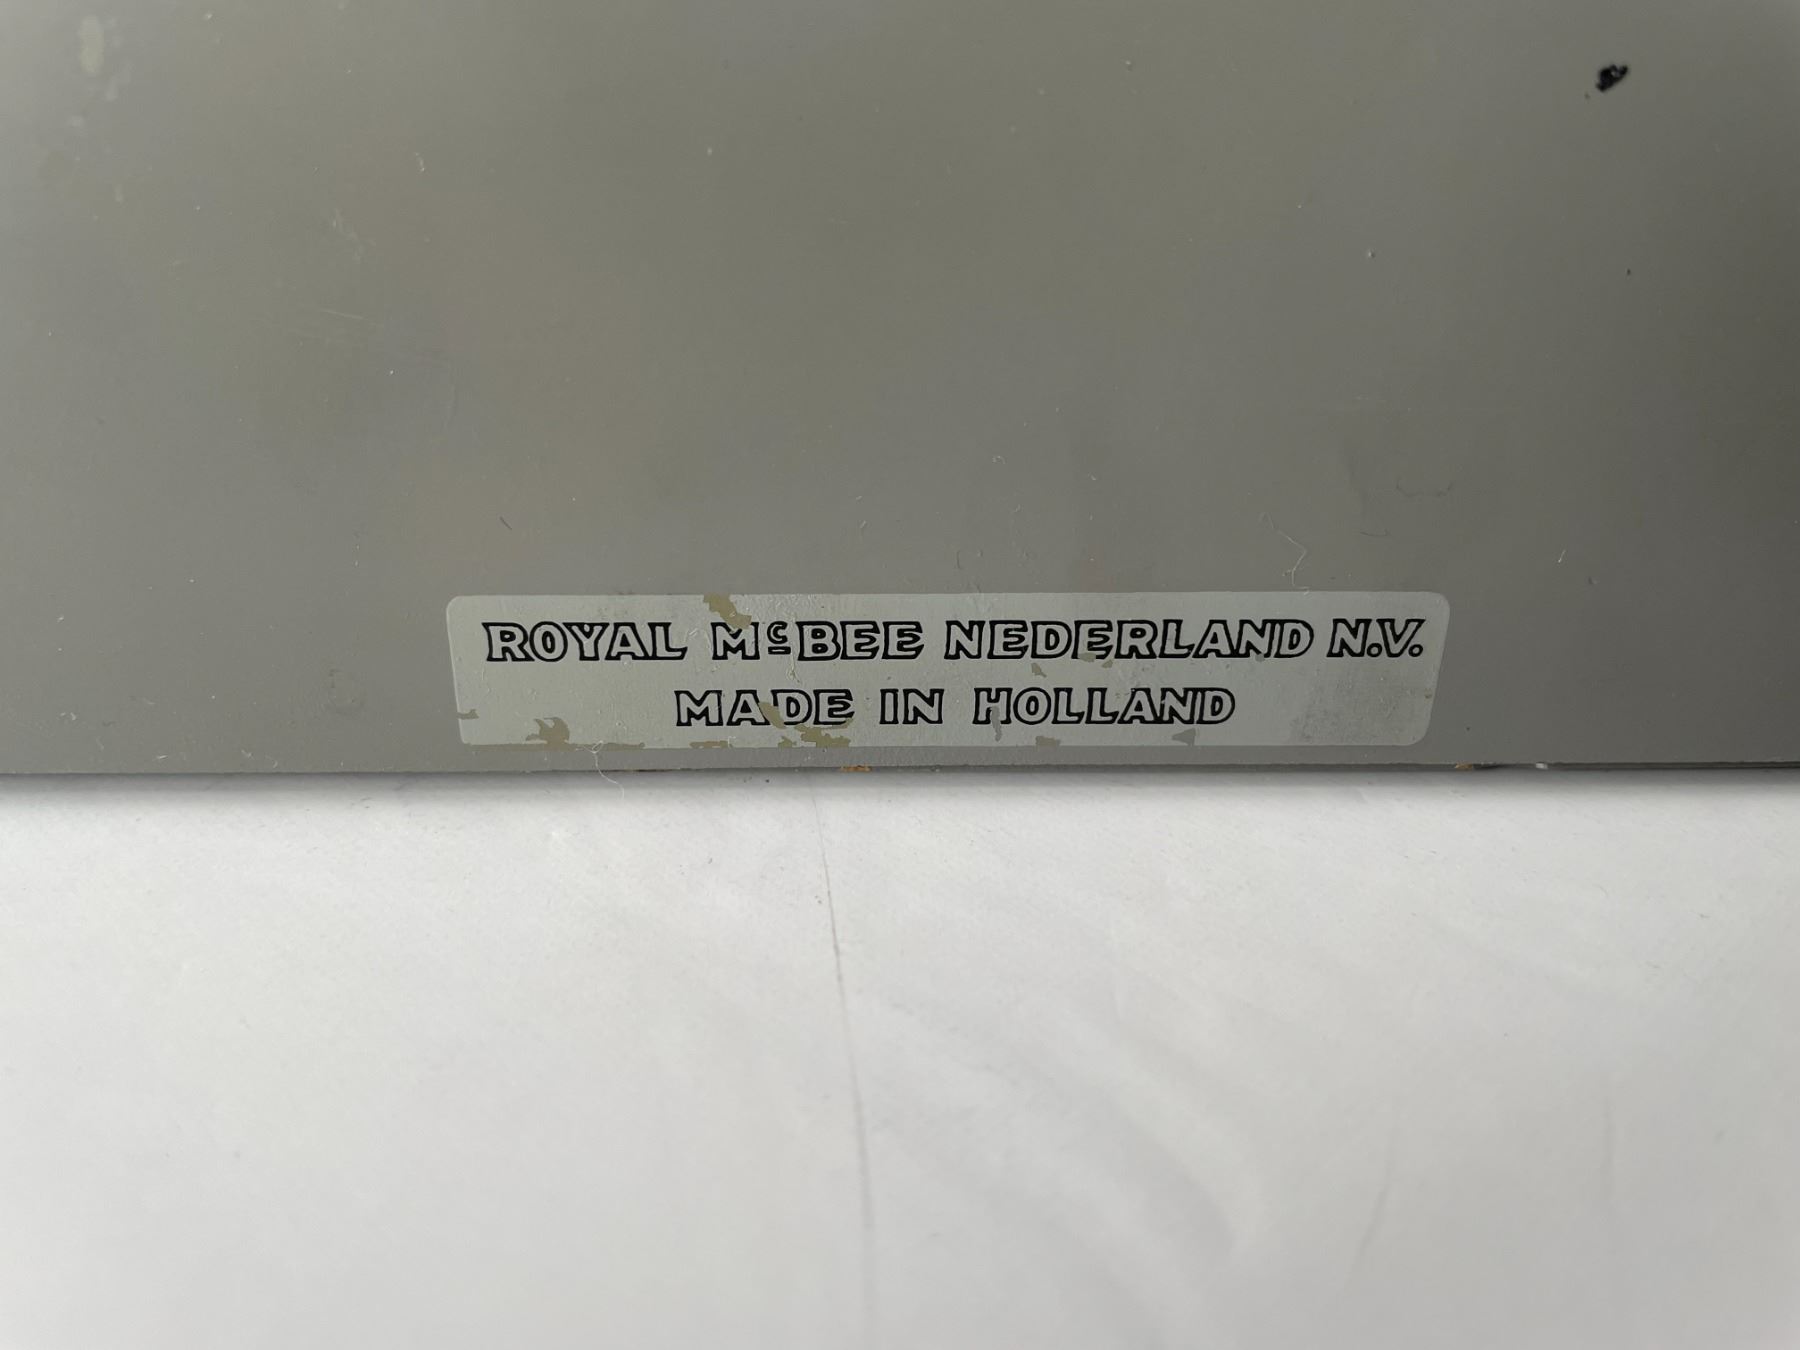 ROYAL McBEE NEDERLAND N.V.
MADE IN HOLLAND